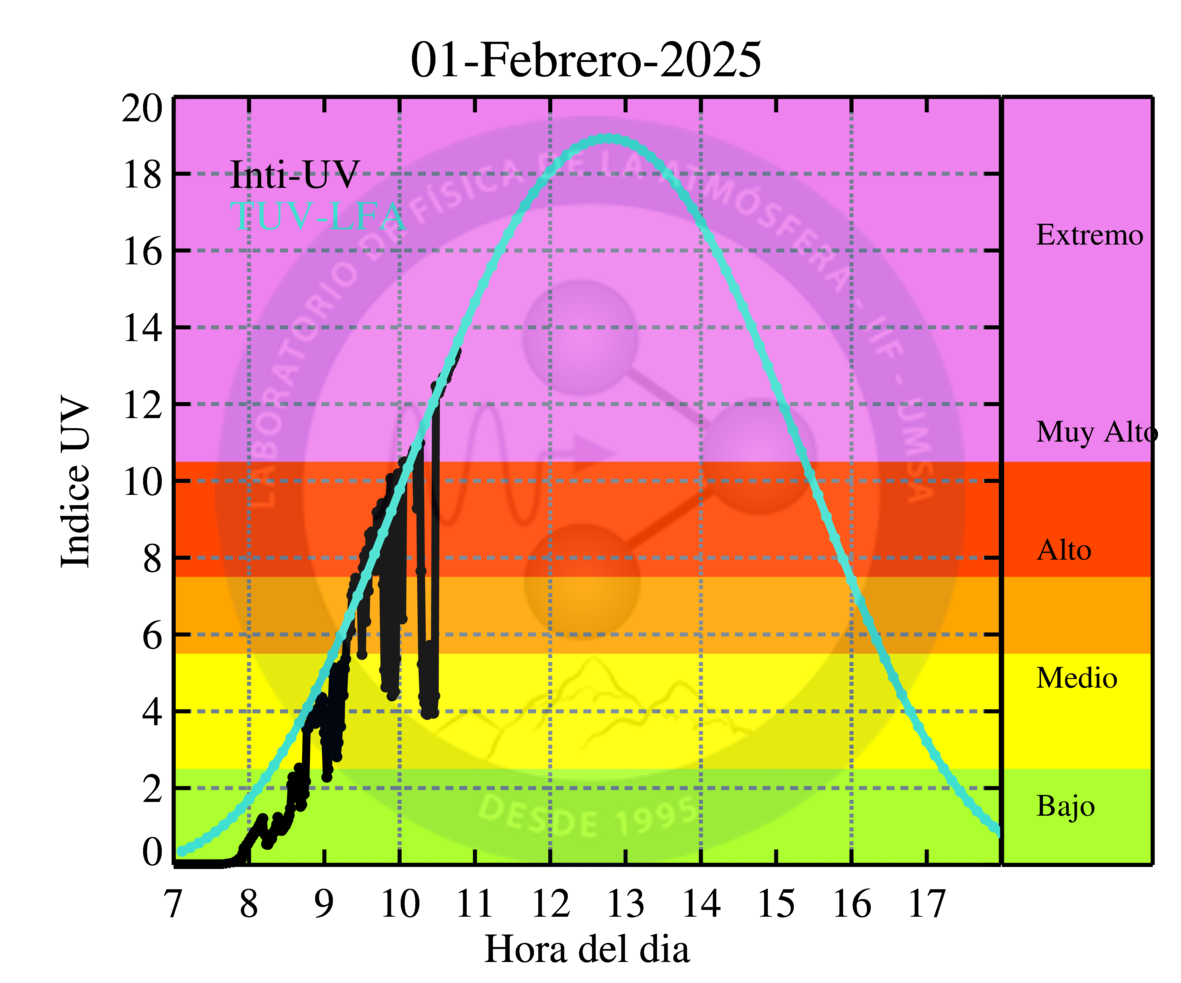 01-Febrero-2025
Inti-UV
TUV-LFA
Indice UV
20
18
16
14
12
10
8
6
4
2
0
7 8 9 10 11 12 13 14 15 16 17
Hora del dia
Extremo
Muy Alto
Alto
Medio
Bajo
LABORATORIO DE FÍSICA DE LA ATMÓSFERA - IIF - UMSA
DESDE 1995